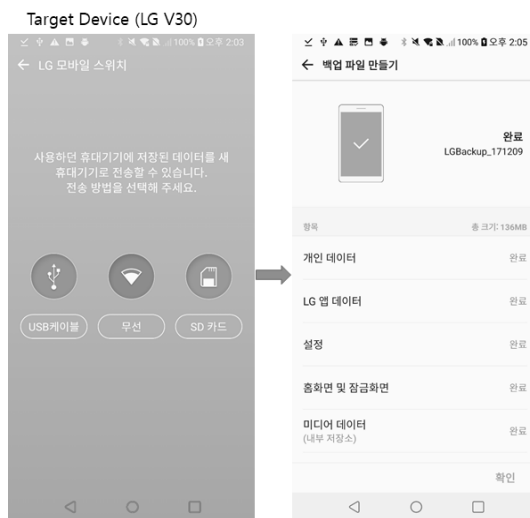 Target Device (LG V30)
100% 오후 2:03
LG 모바일 스위치
사용하던 휴대기기에 저장된 데이터를 새
휴대기기로 전송할 수 있습니다.
전송 방법을 선택해 주세요.
USB케이블
무선
SD 카드
100% 오후 2:05
백업 파일 만들기
완료
LGBackup_171209
항목 총 크기: 136MB
개인 데이터 완료
LG 앱 데이터 완료
설정 완료
홈화면 및 잠금화면 완료
미디어 데이터 완료
(내부 저장소)
확인